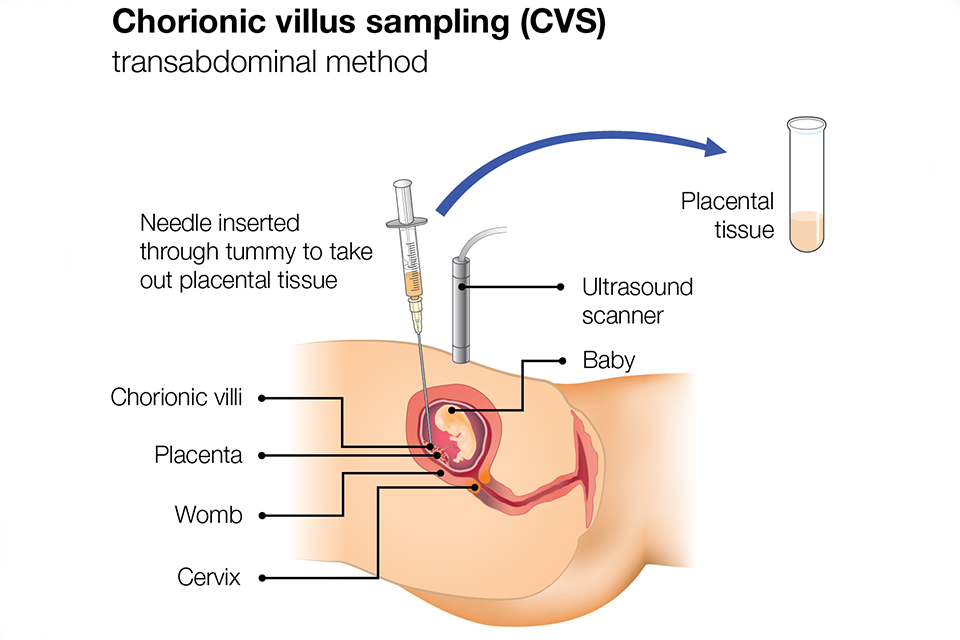 Chorionic villus sampling (CVS)
transabdominal method
Needle inserted
through tummy to take
out placental tissue
Placental
tissue
Ultrasound
scanner
Baby
Chorionic villi
Placenta
Womb
Cervix